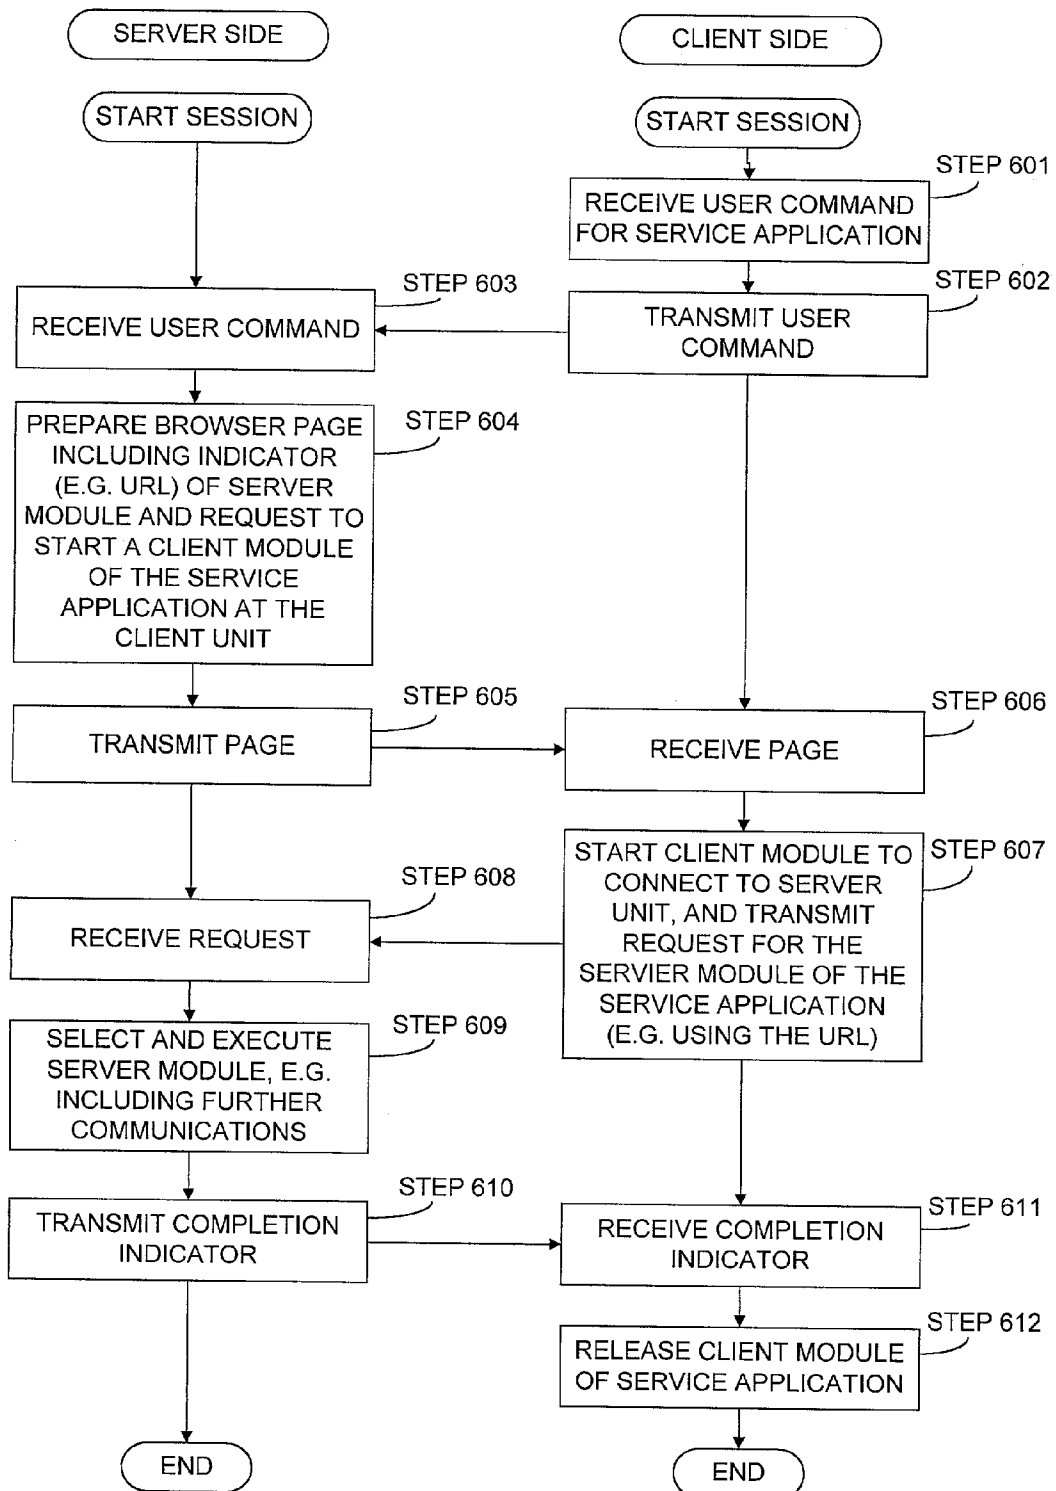 SERVER SIDE
CLIENT SIDE
START SESSION
START SESSION
STEP 601
RECEIVE USER COMMAND
FOR SERVICE APPLICATION
STEP 602
TRANSMIT USER
COMMAND
STEP 603
RECEIVE USER COMMAND
STEP 604
PREPARE BROWSER PAGE
INCLUDING INDICATOR
(E.G. URL) OF SERVER
MODULE AND REQUEST TO
START A CLIENT MODULE
OF THE SERVICE
APPLICATION AT THE
CLIENT UNIT
STEP 605
TRANSMIT PAGE
STEP 606
RECEIVE PAGE
STEP 607
START CLIENT MODULE TO
CONNECT TO SERVER
UNIT, AND TRANSMIT
REQUEST FOR THE
SERVIER MODULE OF THE
SERVICE APPLICATION
(E.G. USING THE URL)
STEP 608
RECEIVE REQUEST
STEP 609
SELECT AND EXECUTE
SERVER MODULE, E.G.
INCLUDING FURTHER
COMMUNICATIONS
STEP 610
TRANSMIT COMPLETION
INDICATOR
STEP 611
RECEIVE COMPLETION
INDICATOR
STEP 612
RELEASE CLIENT MODULE
OF SERVICE APPLICATION
END
END